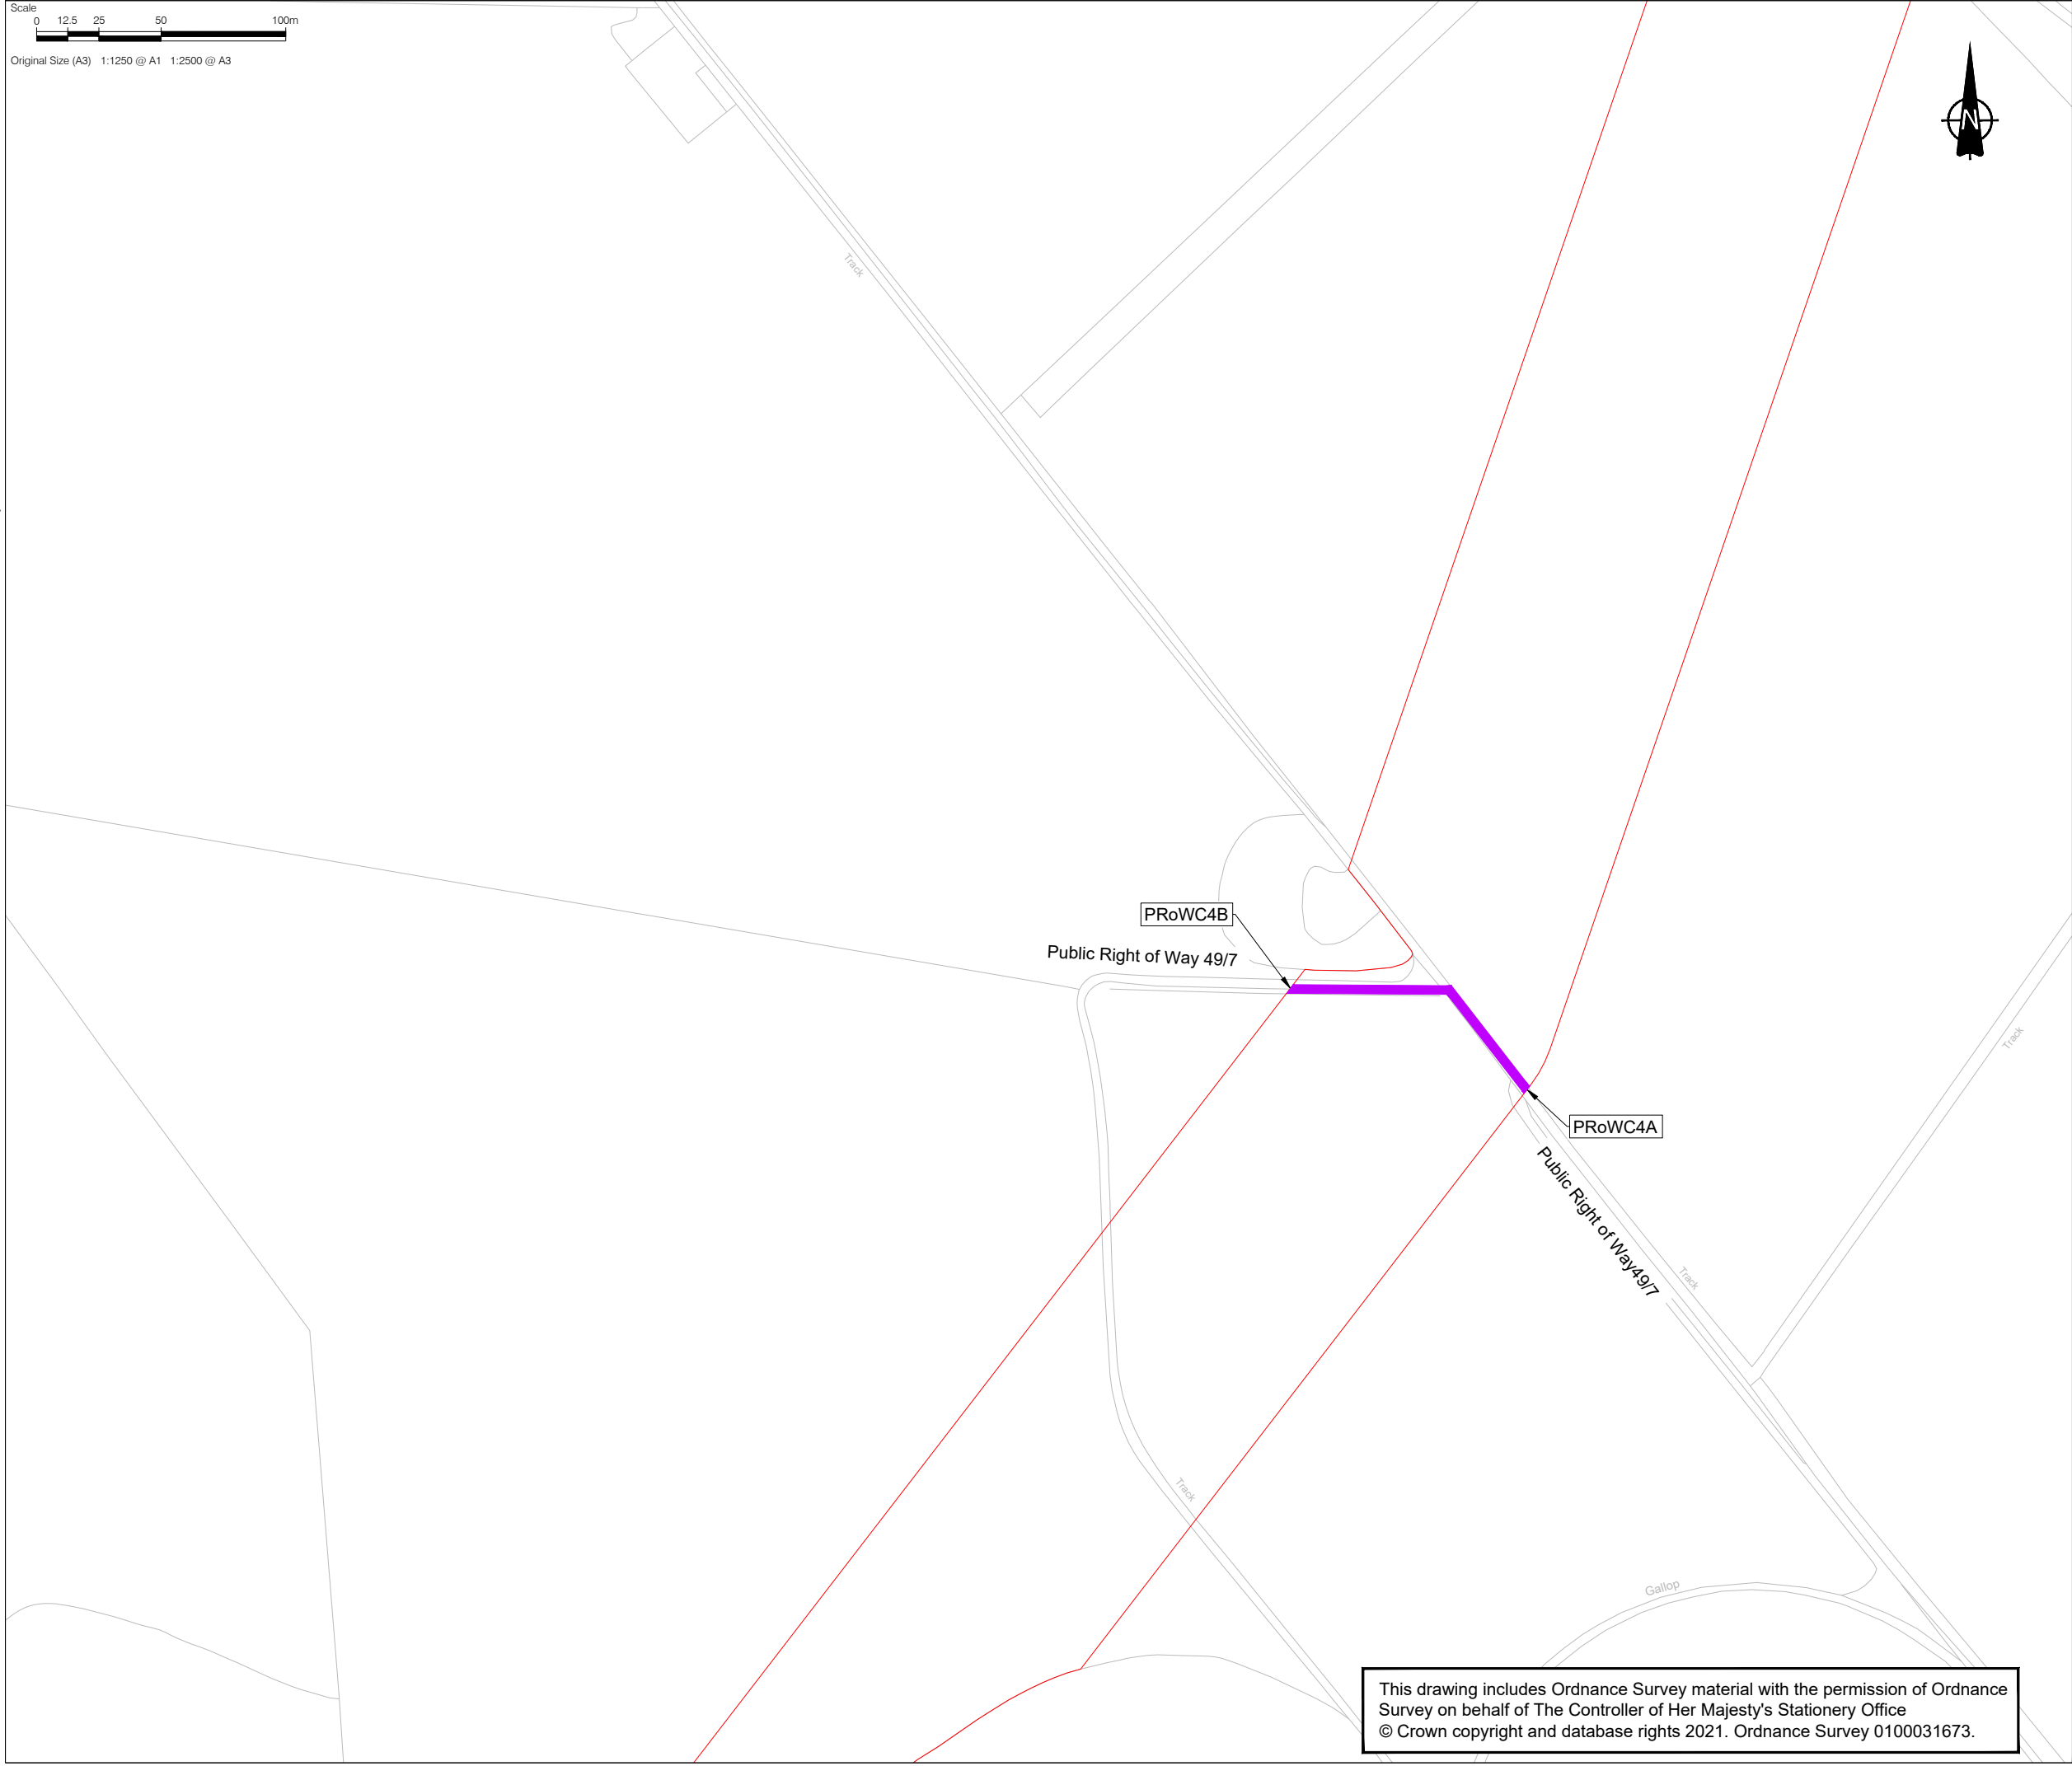 Scale
0 12.5 25 50 100m
Original Size (A3) 1:1250 @ A1 1:2500 @ A3
N
Track
PRoWC4B
Public Right of Way 49/7
Track
PRoWC4A
Public Right of Way49/7
Track
Track
Gallop
This drawing includes Ordnance Survey material with the permission of Ordnance
Survey on behalf of The Controller of Her Majesty's Stationery Office
© Crown copyright and database rights 2021. Ordnance Survey 0100031673.